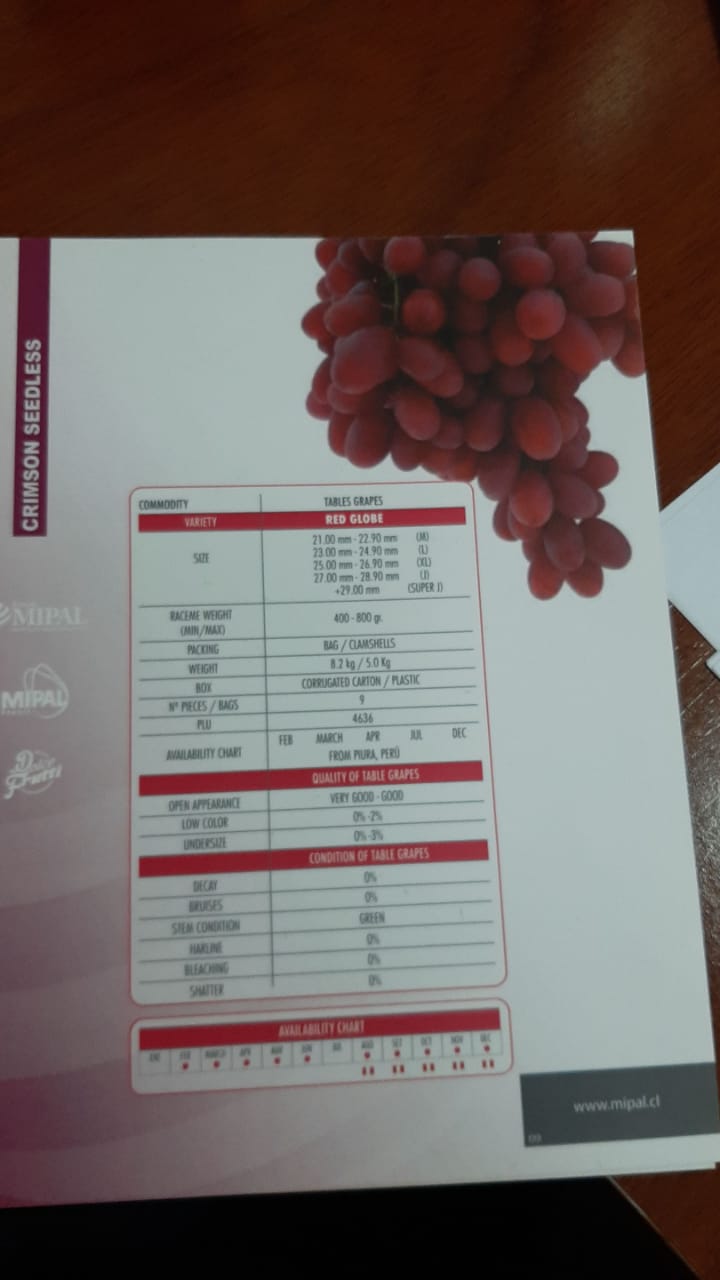 CRIMSON SEEDLESS
MIPAL
MIPAL
Dolce
Frutti
COMMODITY TABLES GRAPES
VARIETY RED GLOBE
SIZE
21.00 mm - 22.90 mm (M)
23.00 mm - 24.90 mm (L)
25.00 mm - 26.90 mm (XL)
27.00 mm - 28.90 mm (J)
+29.00 mm (SUPER J)
RACEME WEIGHT
(MIN/MAX)
400 - 800 gr.
PACKING BAG / CLAMSHELLS
WEIGHT 8.2 kg / 5.0 Kg
BOX CORRUGATED CARTON / PLASTIC
Nº PIECES / BAGS 9
PLU 4636
AVAILABILITY CHART
FEB MARCH APR JUL DEC
FROM PIURA, PERÚ
QUALITY OF TABLE GRAPES
OPEN APPEARANCE VERY GOOD - GOOD
LOW COLOR 0% -2%
UNDERSIZE 0% -3%
CONDITION OF TABLE GRAPES
DECAY 0%
BRUISES 0%
STEM CONDITION GREEN
HARLINE 0%
BLEACHING 0%
SHATTER 0%
AVAILABILITY CHART
ENE FEB MARCH APR MAY JUN JUL AGO SET OCT NOV DEC
www.mipal.cl